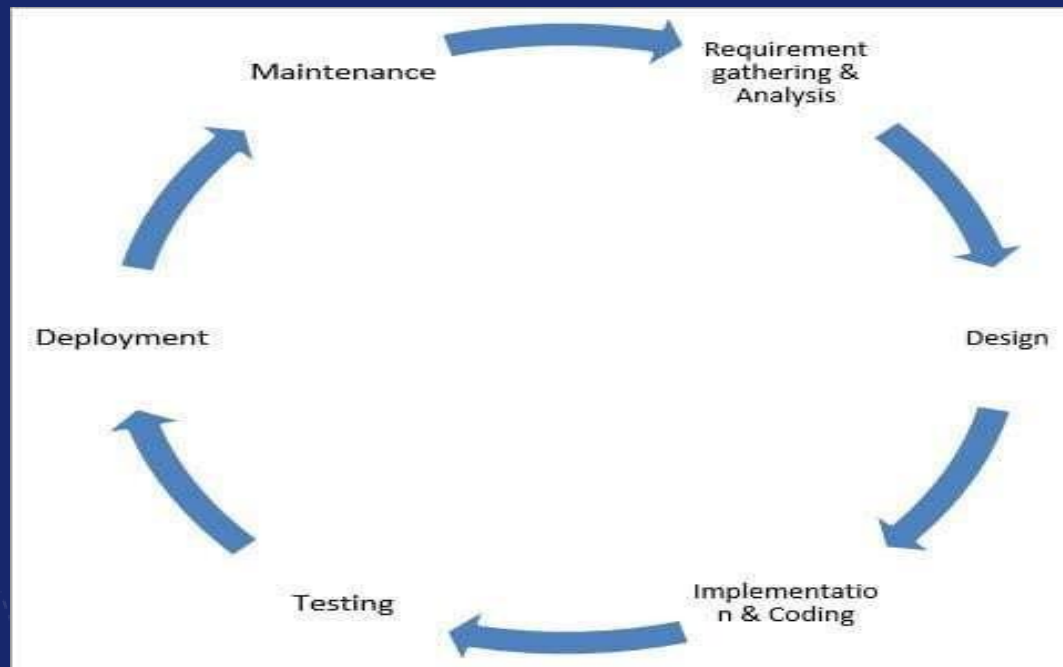 Maintenance
Requirement
gathering &
Analysis
Deployment
Design
Testing
Implementatio
n & Coding